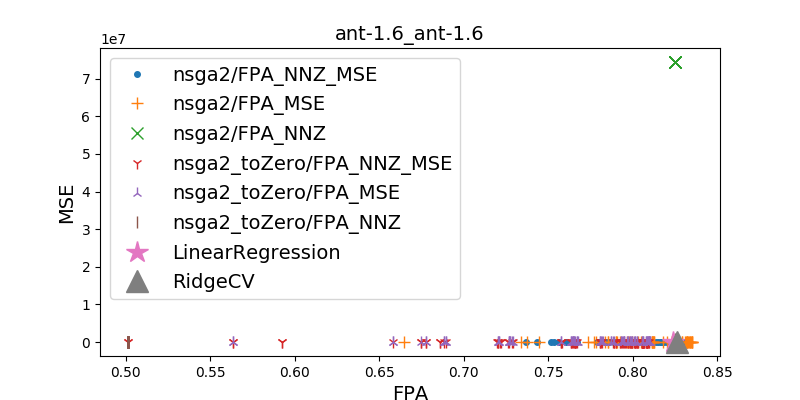 ant-1.6_ant-1.6
1e7
7
6
5
4
3
2
1
0
MSE
nsga2/FPA_NNZ_MSE
nsga2/FPA_MSE
nsga2/FPA_NNZ
nsga2_toZero/FPA_NNZ_MSE
nsga2_toZero/FPA_MSE
nsga2_toZero/FPA_NNZ
LinearRegression
RidgeCV
0.50 0.55 0.60 0.65 0.70 0.75 0.80 0.85
FPA